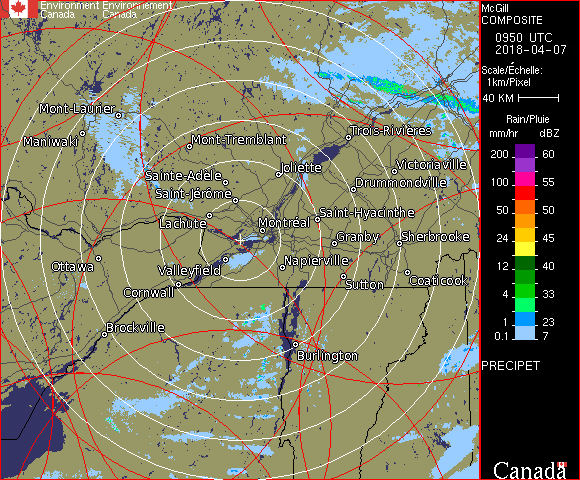 Environment Environnement
Canada Canada
McGill
COMPOSITE
0950 UTC
2018-04-07
Scale/Échelle:
1km/Pixel
40 KM
Rain/Pluie
mm/hr dBZ
200 60
155
100 55
50 50
24 45
12 40
4 33
1 23
0.1 7
PRECIPET
Canada
Mont-Laurier
Maniwaki
Mont-Tremblant
Trois-Rivières
Sainte-Adèle
Joliette
Victoriaville
Saint-Jérôme
Drummondville
Lachute
Montréal
Saint-Hyacinthe
Granby
Sherbrooke
Ottawa
Valleyfield
Napierville
Cornwall
Sutton
Coaticook
Brockville
Burlington